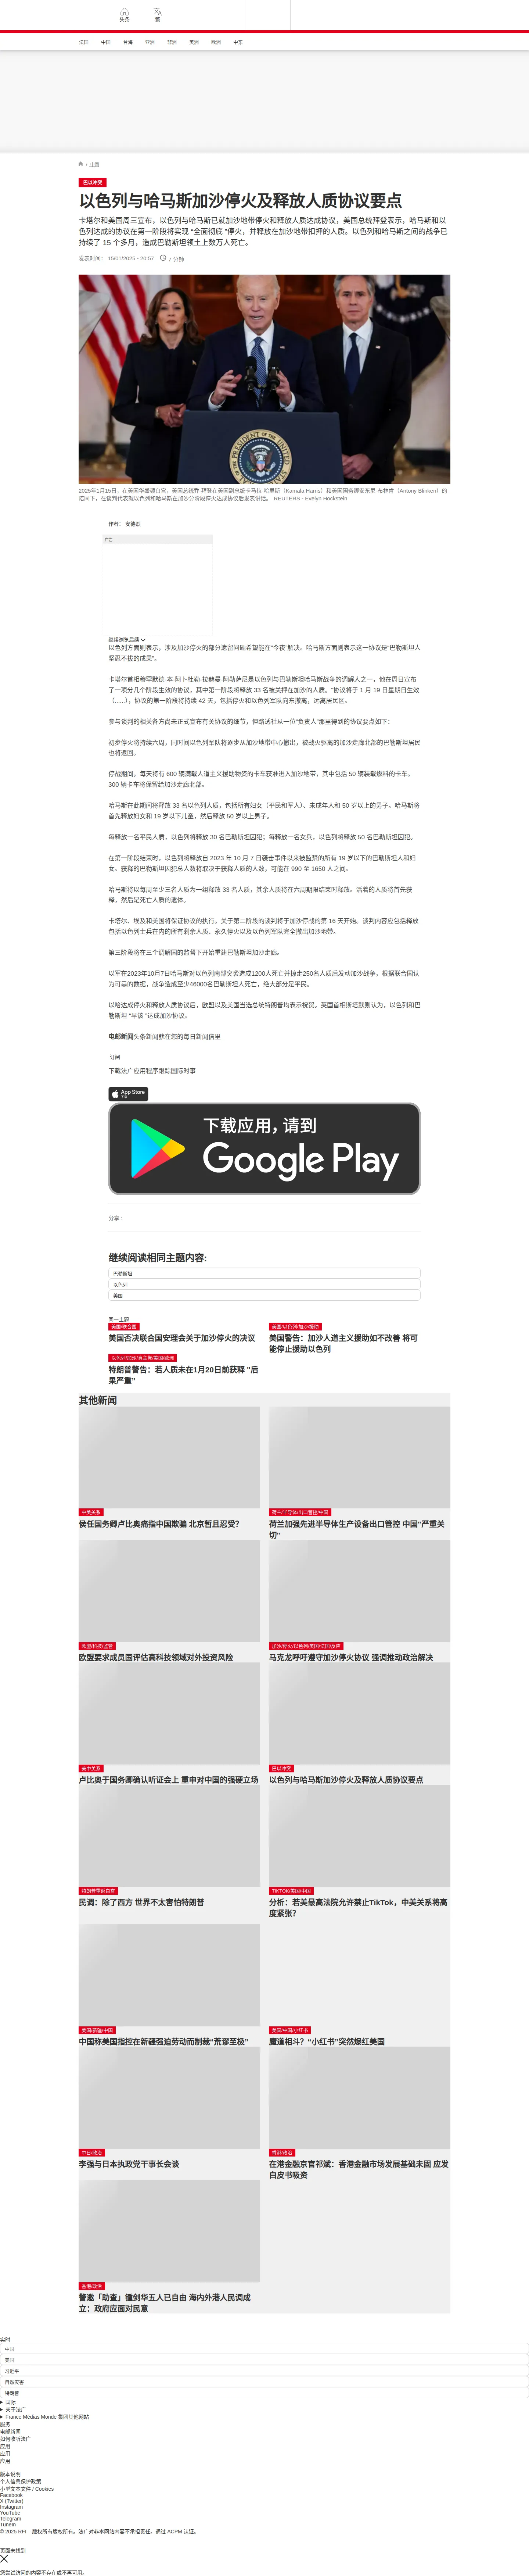 头条
繁
法国
中国
台海
亚洲
非洲
美洲
欧洲
中东
/ 中国
巴以冲突
以色列与哈马斯加沙停火及释放人质协议要点
卡塔尔和美国周三宣布，以色列与哈马斯已就加沙地带停火和释放人质达成协议，美国总统拜登表示，哈马斯和以
色列达成的协议在第一阶段将实现 “全面彻底 ”停火，并释放在加沙地带扣押的人质。以色列和哈马斯之间的战争已
持续了 15 个多月，造成巴勒斯坦领土上数万人死亡。
发表时间： 15/01/2025 - 20:57
7 分钟
2025年1月15日，在美国华盛顿白宫，美国总统乔-拜登在美国副总统卡马拉-哈里斯（Kamala Harris）和美国国务卿安东尼-布林肯（Antony Blinken）的
陪同下，在谈判代表就以色列和哈马斯在加沙分阶段停火达成协议后发表讲话。 REUTERS - Evelyn Hockstein
作者： 安德烈
广告
继续浏览后续
以色列方面则表示，涉及加沙停火的部分遗留问题希望能在“今夜”解决。哈马斯方面则表示这一协议是“巴勒斯坦人
坚忍不拔的成果”。
卡塔尔首相穆罕默德-本-阿卜杜勒-拉赫曼-阿勒萨尼是以色列与巴勒斯坦哈马斯战争的调解人之一，他在周日宣布
了一项分几个阶段生效的协议，其中第一阶段将释放 33 名被关押在加沙的人质。“协议将于 1 月 19 日星期日生效
（......），协议的第一阶段将持续 42 天，包括停火和以色列军队向东撤离，远离居民区。
参与谈判的相关各方尚未正式宣布有关协议的细节，但路透社从一位“负责人”那里得到的协议要点如下：
初步停火将持续六周，同时间以色列军队将逐步从加沙地带中心撤出，被战火驱离的加沙走廊北部的巴勒斯坦居民
也将返回。
停战期间，每天将有 600 辆满载人道主义援助物资的卡车获准进入加沙地带，其中包括 50 辆装载燃料的卡车。
300 辆卡车将保留给加沙走廊北部。
哈马斯在此期间将释放 33 名以色列人质，包括所有妇女（平民和军人）、未成年人和 50 岁以上的男子。哈马斯将
首先释放妇女和 19 岁以下儿童，然后释放 50 岁以上男子。
每释放一名平民人质，以色列将释放 30 名巴勒斯坦囚犯；每释放一名女兵，以色列将释放 50 名巴勒斯坦囚犯。
在第一阶段结束时，以色列将释放自 2023 年 10 月 7 日袭击事件以来被监禁的所有 19 岁以下的巴勒斯坦人和妇
女。获释的巴勒斯坦囚犯总人数将取决于获释人质的人数，可能在 990 至 1650 人之间。
哈马斯将以每周至少三名人质为一组释放 33 名人质，其余人质将在六周期限结束时释放。活着的人质将首先获
释，然后是死亡人质的遗体。
卡塔尔、埃及和美国将保证协议的执行。关于第二阶段的谈判将于加沙停战的第 16 天开始。谈判内容应包括释放
包括以色列士兵在内的所有剩余人质、永久停火以及以色列军队完全撤出加沙地带。
第三阶段将在三个调解国的监督下开始重建巴勒斯坦加沙走廊。
以军在2023年10月7日哈马斯对以色列南部突袭造成1200人死亡并掠走250名人质后发动加沙战争，根据联合国认
为可靠的数据，战争造成至少46000名巴勒斯坦人死亡，绝大部分是平民。
以哈达成停火和释放人质协议后，欧盟以及美国当选总统特朗普均表示祝贺。英国首相斯塔默则认为，以色列和巴
勒斯坦 “早该 ”达成加沙协议。
电邮新闻头条新闻就在您的每日新闻信里
订阅
下载法广应用程序跟踪国际时事
App Store
下载
下载应用，请到
Google Play
分享：
继续阅读相同主题内容:
巴勒斯坦
以色列
美国
同一主题
美国/联合国
美国否决联合国安理会关于加沙停火的决议
美国/以色列/加沙/援助
美国警告：加沙人道主义援助如不改善 将可
能停止援助以色列
以色列/加沙/真主党/美国/欧洲
特朗普警告：若人质未在1月20日前获释 “后
果严重”
其他新闻
中美关系
侯任国务卿卢比奥痛指中国欺骗 北京暂且忍受？
荷兰/半导体/出口管控/中国
荷兰加强先进半导体生产设备出口管控 中国“严重关
切”
欧盟/科技/监管
欧盟要求成员国评估高科技领域对外投资风险
加沙/停火/以色列/美国/法国/反应
马克龙呼吁遵守加沙停火协议 强调推动政治解决
美中关系
卢比奥于国务卿确认听证会上 重申对中国的强硬立场
巴以冲突
以色列与哈马斯加沙停火及释放人质协议要点
特朗普重返白宫
民调：除了西方 世界不太害怕特朗普
TIKTOK/美国/中国
分析：若美最高法院允许禁止TikTok，中美关系将高
度紧张？
美国/新疆/中国
中国称美国指控在新疆强迫劳动而制裁“荒谬至极”
美国/中国/小红书
魔道相斗？“小红书”突然爆红美国
中日/政治
李强与日本执政党干事长会谈
香港/政治
在港金融京官祁斌：香港金融市场发展基础未固 应发
白皮书吸资
香港/政治
警邀「助查」锺剑华五人已自由 海内外港人民调成
立：政府应面对民意
实时
中国
美国
习近平
自然灾害
特朗普
国际
关于法广
France Médias Monde 集团其他网站
服务
电邮新闻
如何收听法广
应用
应用
应用
版本说明
个人信息保护政策
小型文本文件 / Cookies
Facebook
X (Twitter)
Instagram
YouTube
Telegram
TuneIn
© 2025 RFI – 版权所有版权所有。法广对非本网站内容不承担责任。通过 ACPM 认证。
页面未找到
您尝试访问的内容不存在或不再可用。